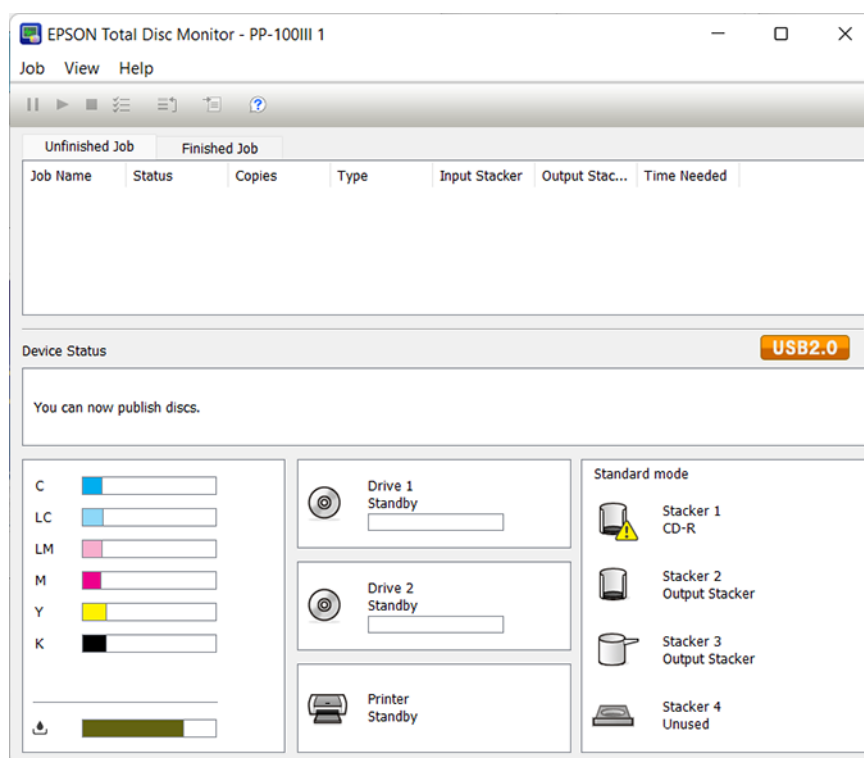 EPSON Total Disc Monitor - PP-100III 1
Job View Help
Unfinished Job Finished Job
Job Name Status Copies Type Input Stacker Output Stac... Time Needed
Device Status USB2.0
You can now publish discs.
C
LC
LM
M
Y
K
Drive 1
Standby
Drive 2
Standby
Printer
Standby
Standard mode
Stacker 1
CD-R
Stacker 2
Output Stacker
Stacker 3
Output Stacker
Stacker 4
Unused